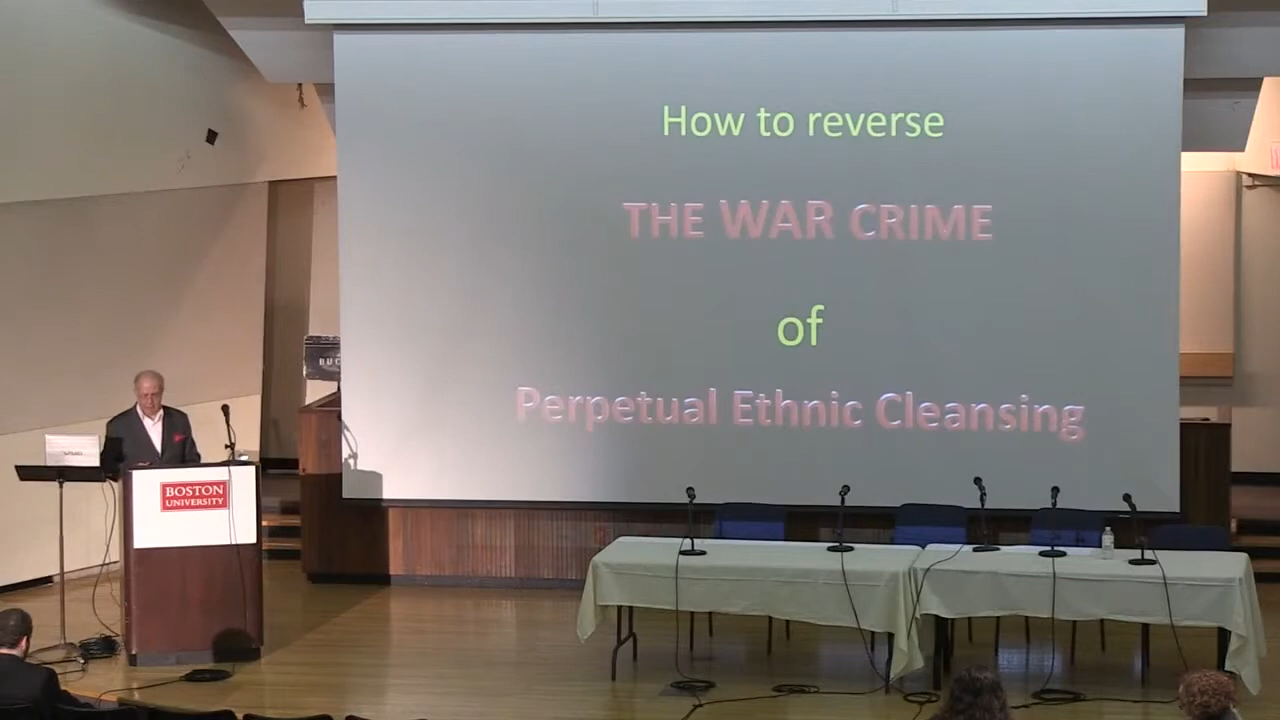 How to reverse
THE WAR CRIME
of
Perpetual Ethnic Cleansing
BOSTON
UNIVERSITY